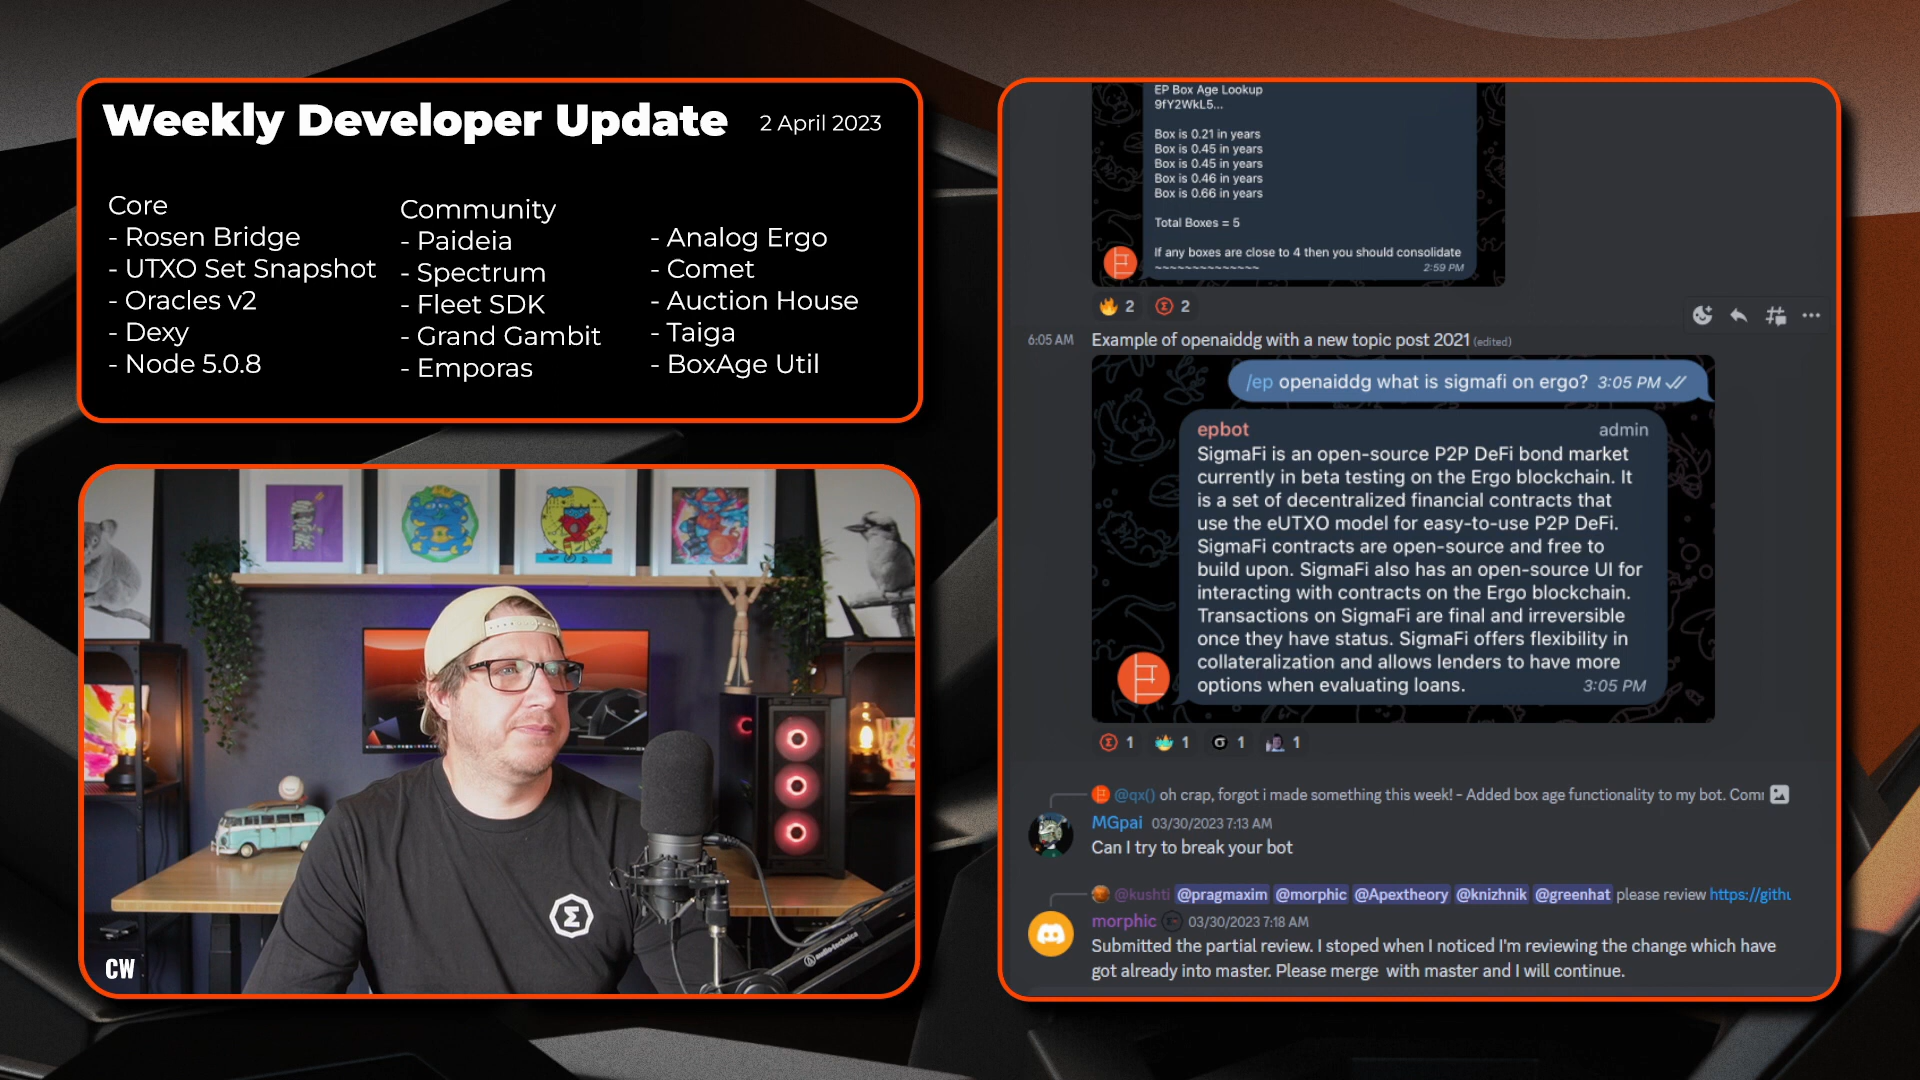 Weekly Developer Update
2 April 2023
Core
- Rosen Bridge
- UTXO Set Snapshot
- Oracles v2
- Dexy
- Node 5.0.8
Community
- Paideia
- Spectrum
- Fleet SDK
- Grand Gambit
- Emporas
- Analog Ergo
- Comet
- Auction House
- Taiga
- BoxAge Util
CW
audio-technica
EP Box Age Lookup
9fY2WkL5...
Box is 0.21 in years
Box is 0.45 in years
Box is 0.45 in years
Box is 0.46 in years
Box is 0.66 in years
Total Boxes = 5
If any boxes are close to 4 then you should consolidate
~~~~~~~~~~~~~~ 2:59 PM
2 2
6:05 AM Example of openaiddg with a new topic post 2021 (edited)
/ep openaiddg what is sigmafi on ergo? 3:05 PM
epbot admin
SigmaFi is an open-source P2P DeFi bond market
currently in beta testing on the Ergo blockchain. It
is a set of decentralized financial contracts that
use the eUTXO model for easy-to-use P2P DeFi.
SigmaFi contracts are open-source and free to
build upon. SigmaFi also has an open-source UI for
interacting with contracts on the Ergo blockchain.
Transactions on SigmaFi are final and irreversible
once they have status. SigmaFi offers flexibility in
collateralization and allows lenders to have more
options when evaluating loans. 3:05 PM
1 1 1 1
@qx() oh crap, forgot i made something this week! - Added box age functionality to my bot. Comr
MGpai 03/30/2023 7:13 AM
Can I try to break your bot
@kushti @pragmaxim @morphic @Apextheory @knizhnik @greenhat please review https://githu
morphic 03/30/2023 7:18 AM
Submitted the partial review. I stoped when I noticed I'm reviewing the change which have
got already into master. Please merge with master and I will continue.